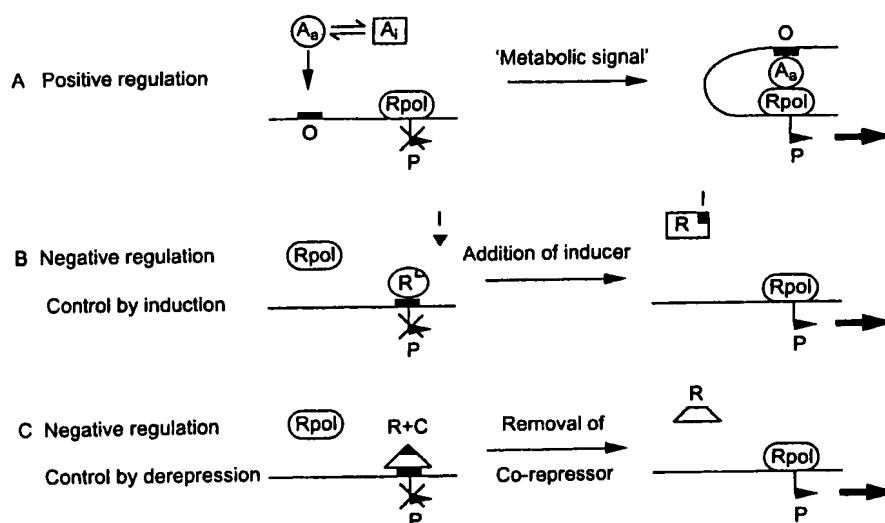 A Positive regulation
Aa Ai
O
Rpol
P
'Metabolic signal'
O
Aa
Rpol
P
B Negative regulation
Control by induction
Rpol
I
R
P
Addition of inducer
I
R
Rpol
P
C Negative regulation
Control by derepression
Rpol
R+C
P
Removal of
Co-repressor
R
Rpol
P